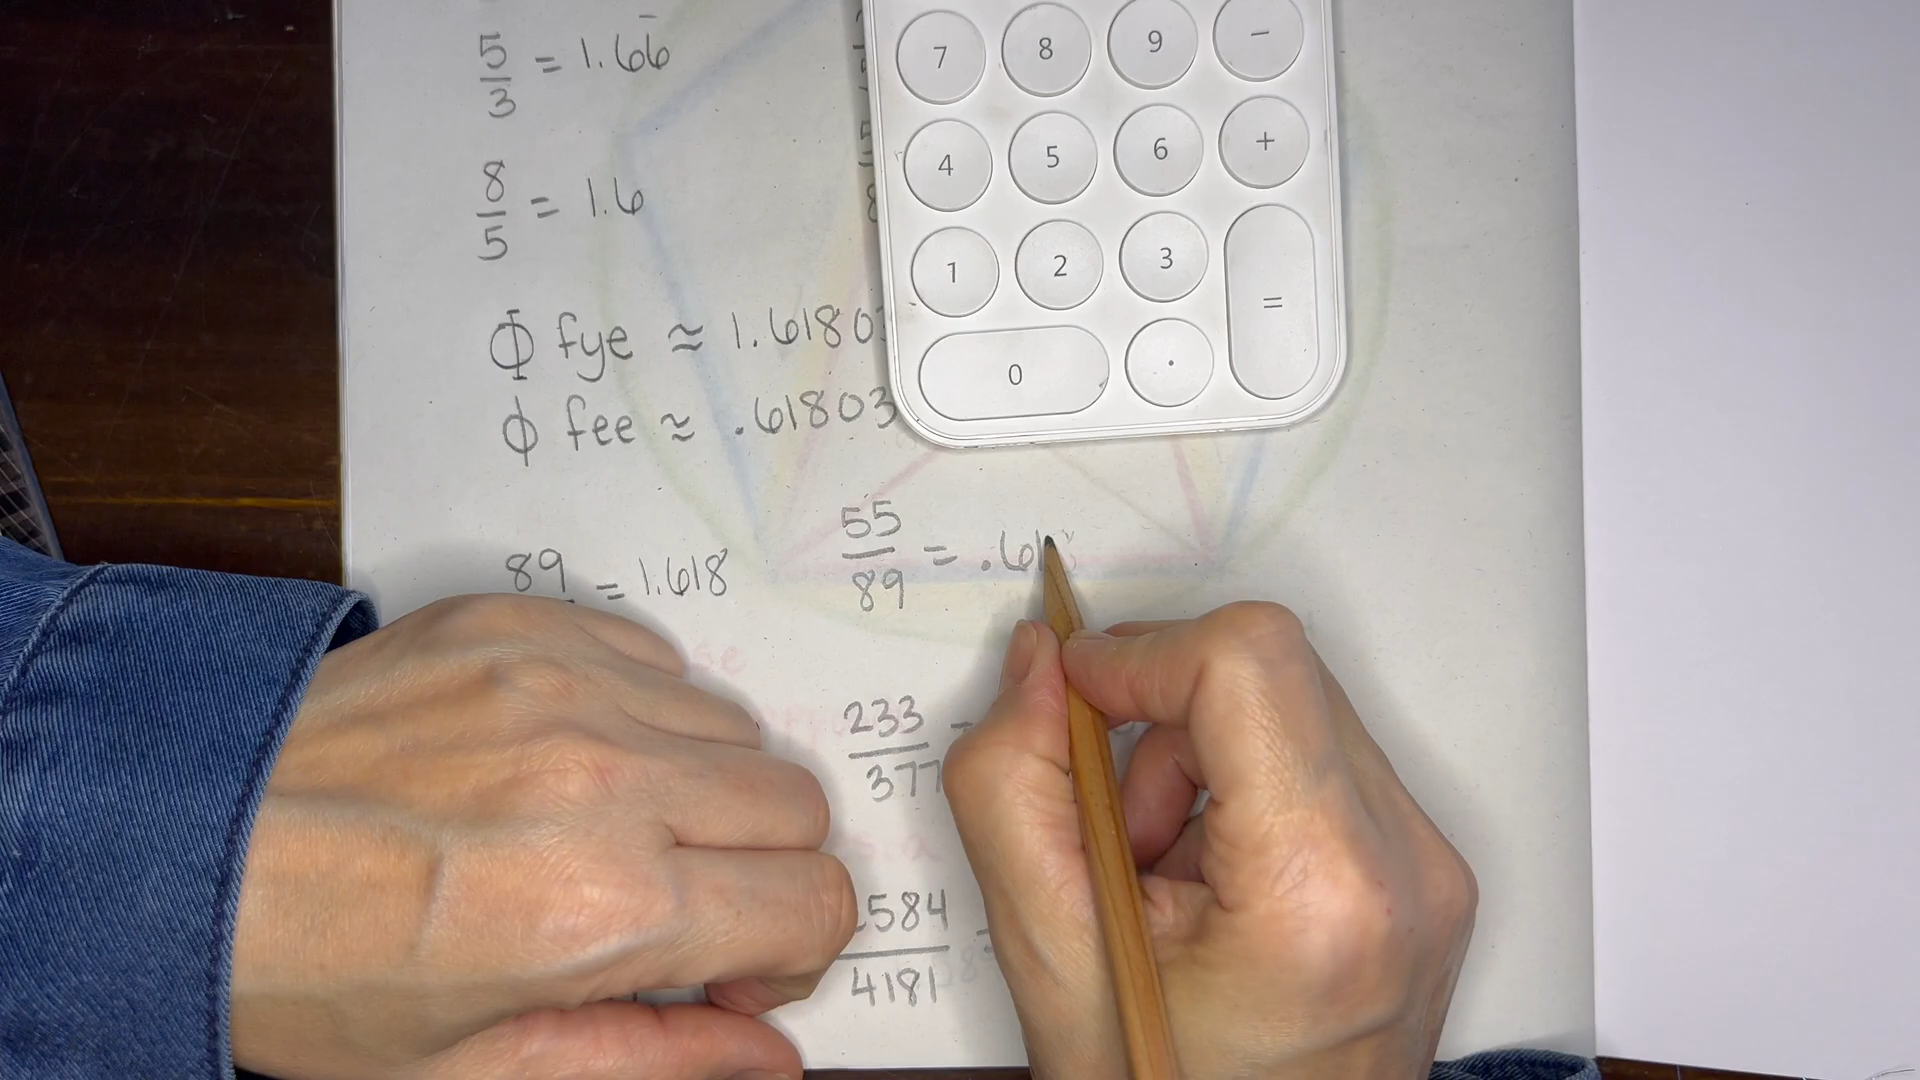 5/3 = 1.66̅
8/5 = 1.6
Φ fye ≈ 1.6180
ϕ fee ≈ .61803
89 = 1.618
55/89 = .61
233/377
584/4181
7 8 9 −
4 5 6 +
1 2 3 =
0 .